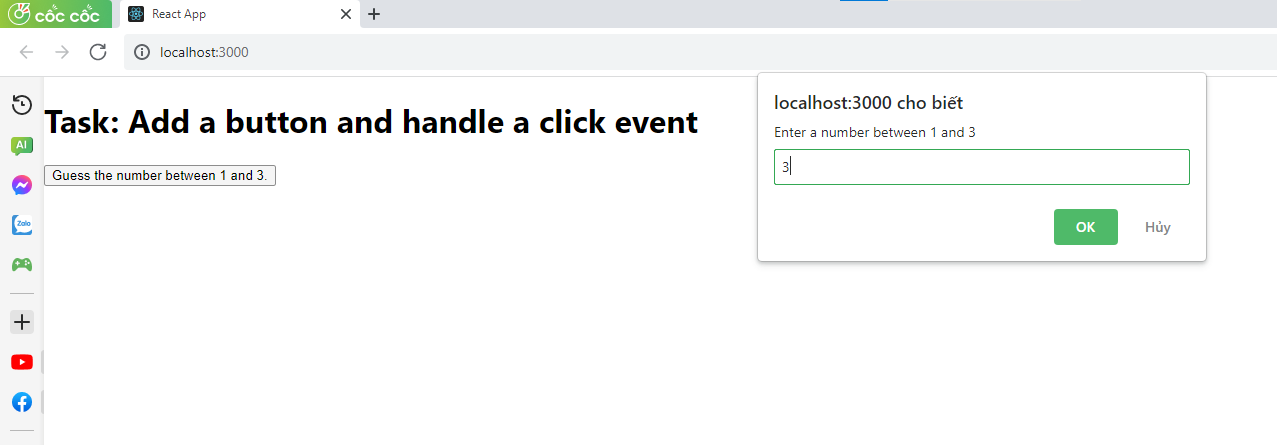 cốc cốc
React App
localhost:3000
AI
Zalo
Task: Add a button and handle a click event
Guess the number between 1 and 3.
localhost:3000 cho biết
Enter a number between 1 and 3
3
OK
Hủy